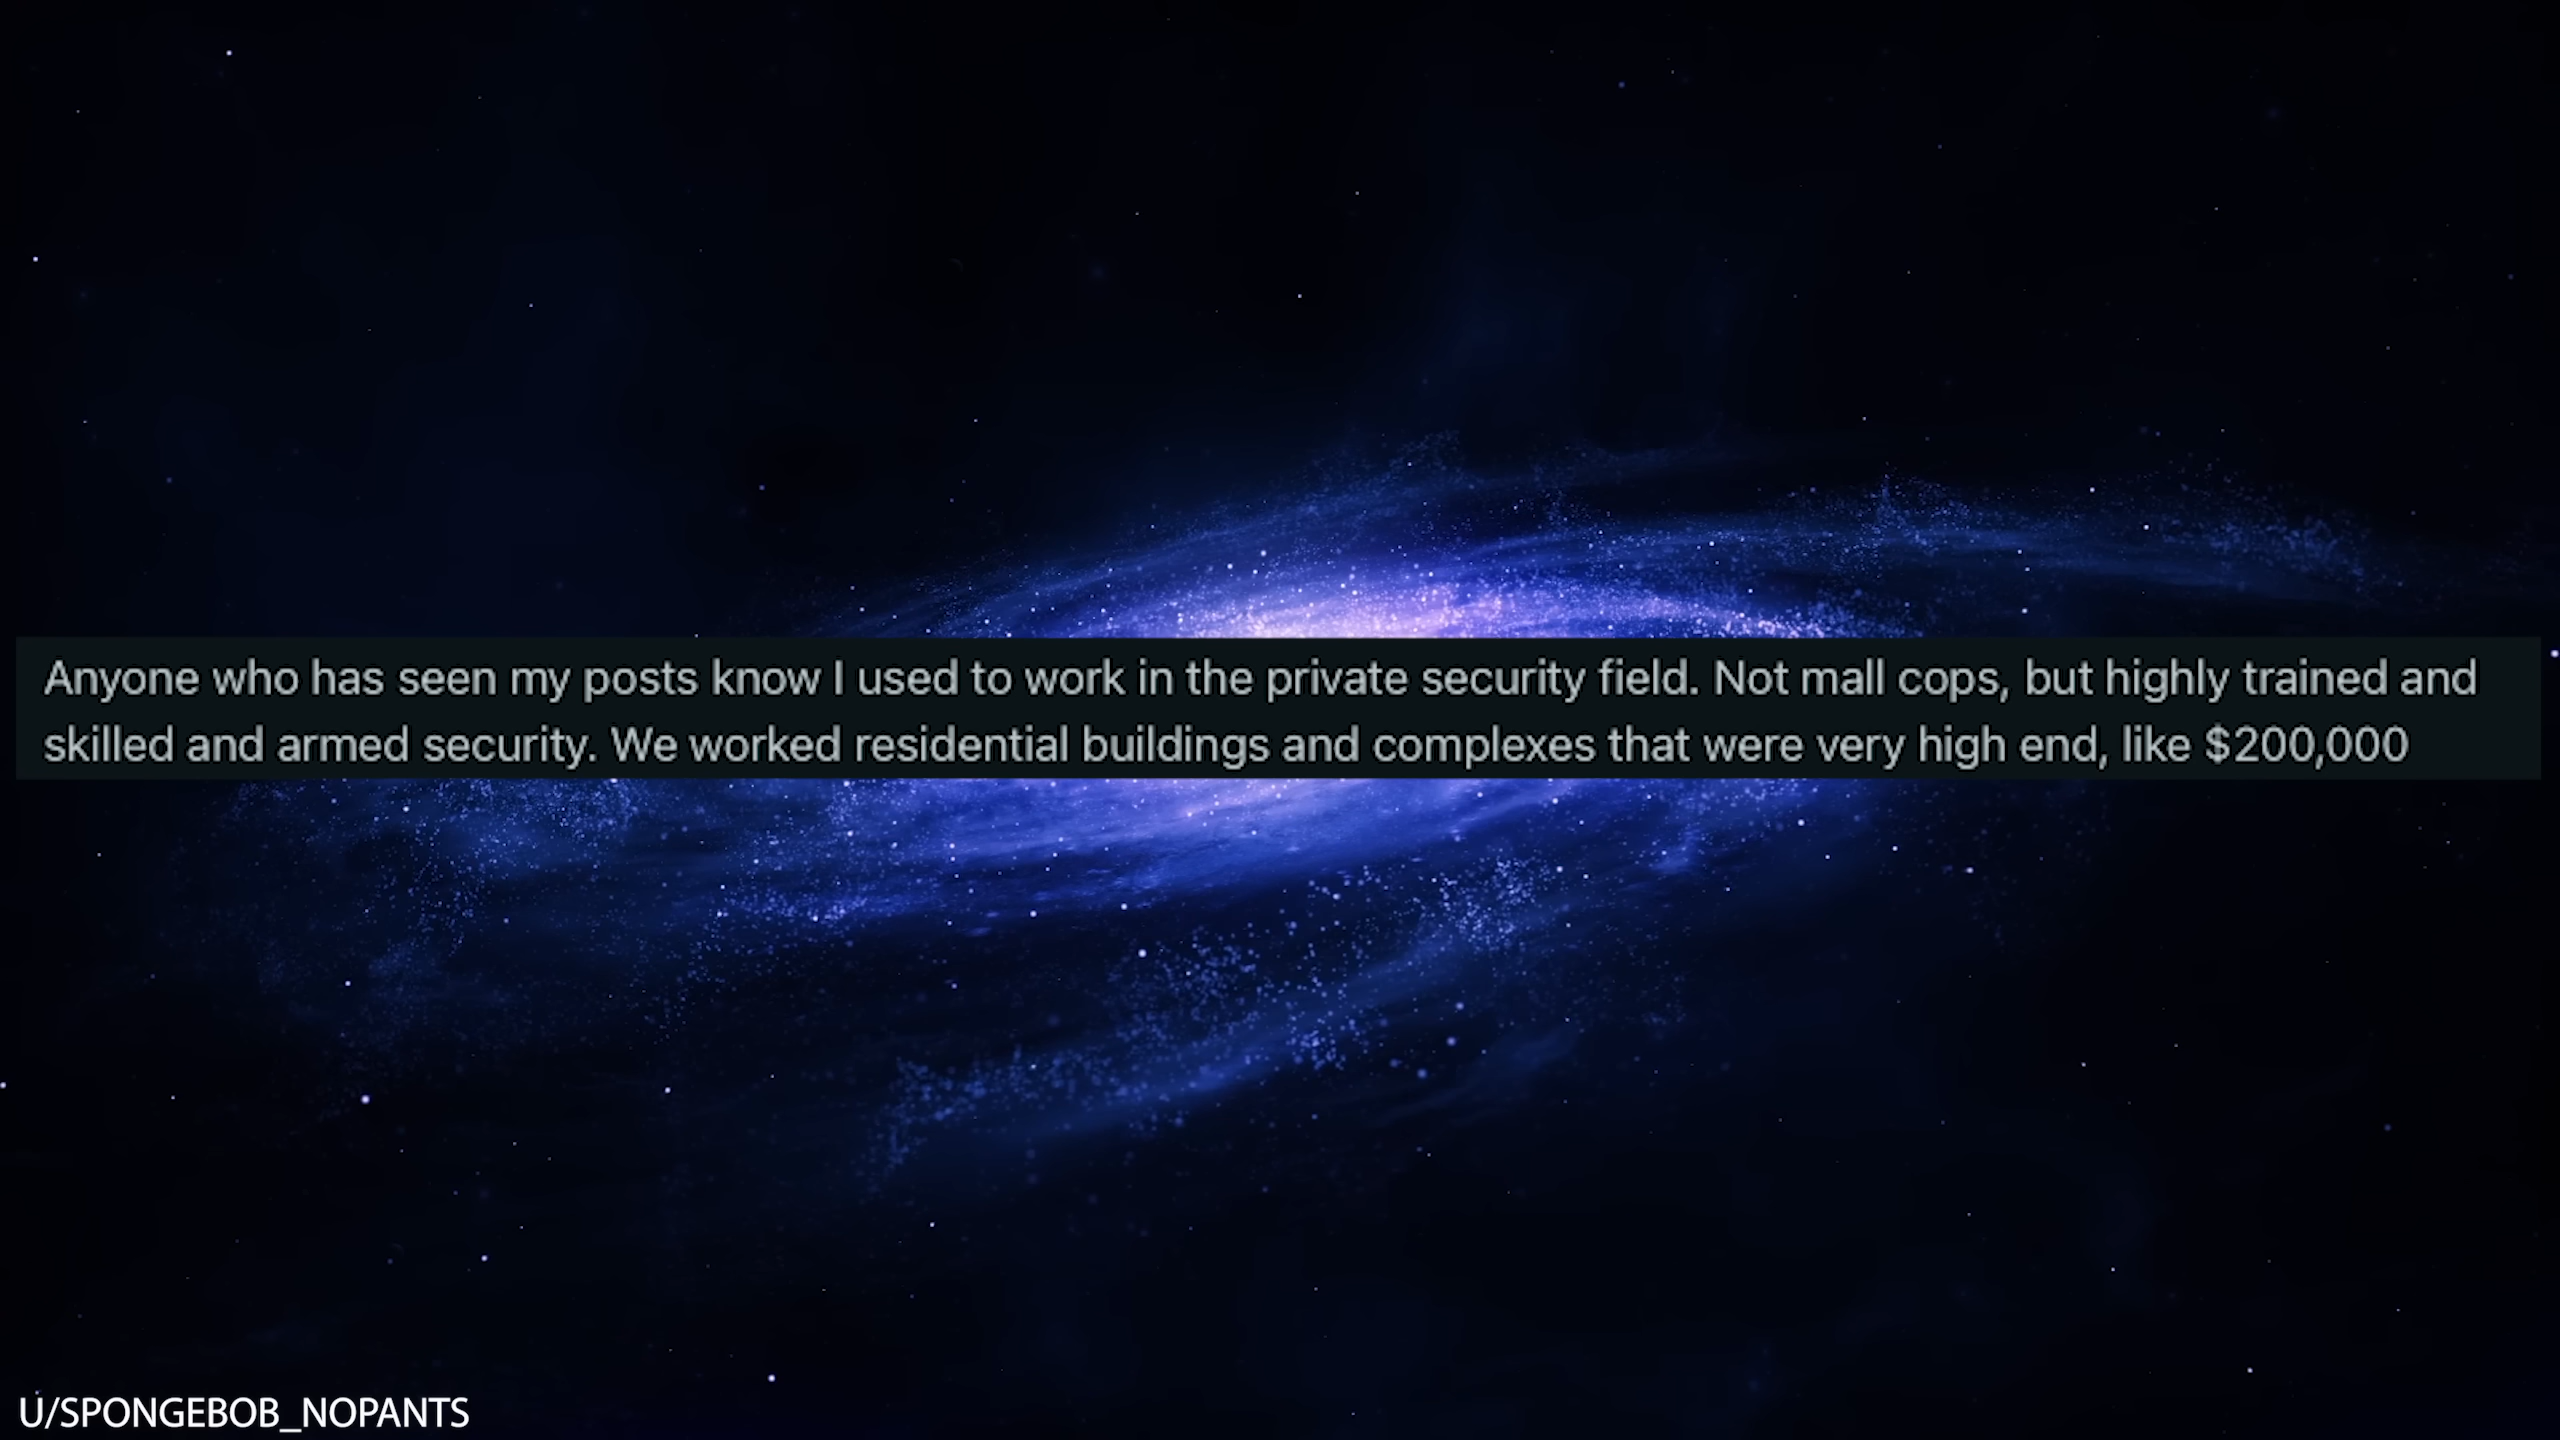 Anyone who has seen my posts know I used to work in the private security field. Not mall cops, but highly trained and
skilled and armed security. We worked residential buildings and complexes that were very high end, like $200,000
U/SPONGEBOB_NOPANTS